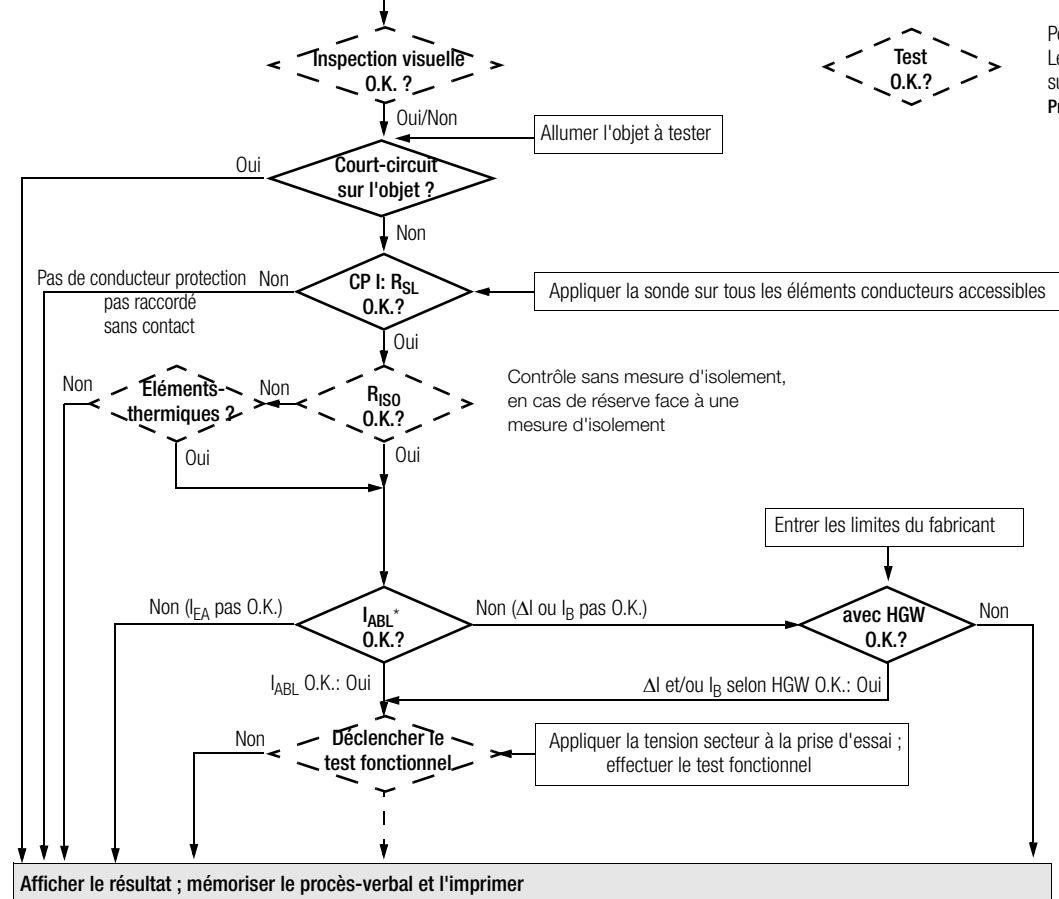 Inspection visuelle
O.K. ?
Test
O.K.?
Oui/Non
Allumer l'objet à tester
Oui
Court-circuit
sur l'objet ?
Non
Pas de conducteur protection
pas raccordé
sans contact
Non
CP I: RSL
O.K.?
Appliquer la sonde sur tous les éléments conducteurs accessibles
Oui
Non
Eléments-
thermiques ?
Non
RISO
O.K.?
Contrôle sans mesure d'isolement,
en cas de réserve face à une
mesure d'isolement
Oui
Oui
Entrer les limites du fabricant
Non (IEA pas O.K.)
IABL*
O.K.?
Non (ΔI ou IB pas O.K.)
avec HGW
O.K.?
Non
IABL O.K.: Oui
ΔI et/ou IB selon HGW O.K.: Oui
Non
Déclencher le
test fonctionnel
Appliquer la tension secteur à la prise d'essai ;
effectuer le test fonctionnel
Afficher le résultat ; mémoriser le procès-verbal et l'imprimer